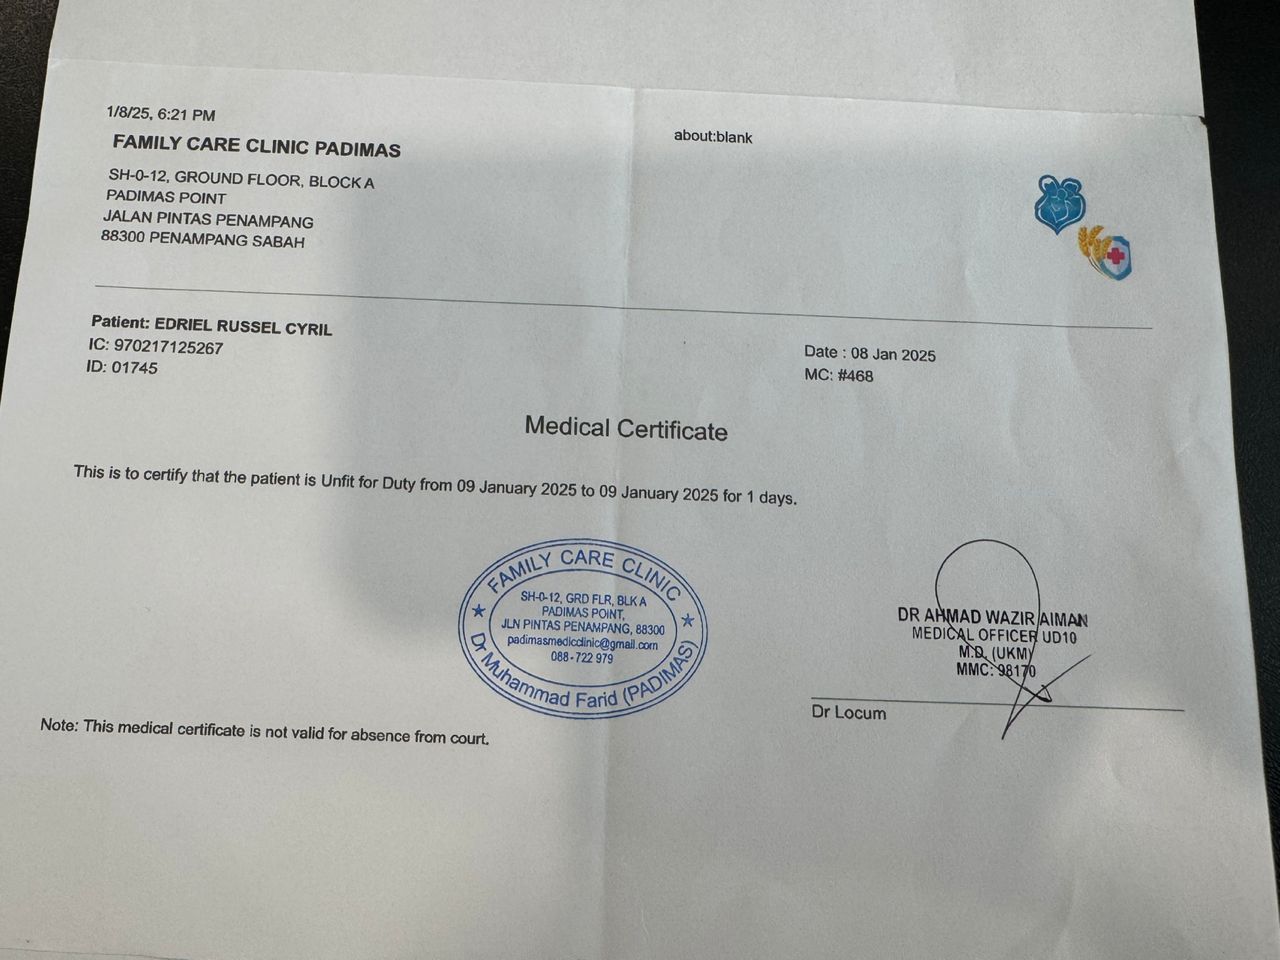 1/8/25, 6:21 PM
about:blank
FAMILY CARE CLINIC PADIMAS
SH-0-12, GROUND FLOOR, BLOCK A
PADIMAS POINT
JALAN PINTAS PENAMPANG
88300 PENAMPANG SABAH
Patient: EDRIEL RUSSEL CYRIL
IC: 970217125267
ID: 01745
Date : 08 Jan 2025
MC: #468
Medical Certificate
This is to certify that the patient is Unfit for Duty from 09 January 2025 to 09 January 2025 for 1 days.
FAMILY CARE CLINIC
SH-0-12, GRD FLR, BLK A
PADIMAS POINT,
JLN PINTAS PENAMPANG, 88300
padimasmedicclinic@gmail.com
088-722 979
Dr Muhammad Farid (PADIMAS)
DR AHMAD WAZIR AIMAN
MEDICAL OFFICER UD10
M.D. (UKM)
MMC: 98170
Dr Locum
Note: This medical certificate is not valid for absence from court.